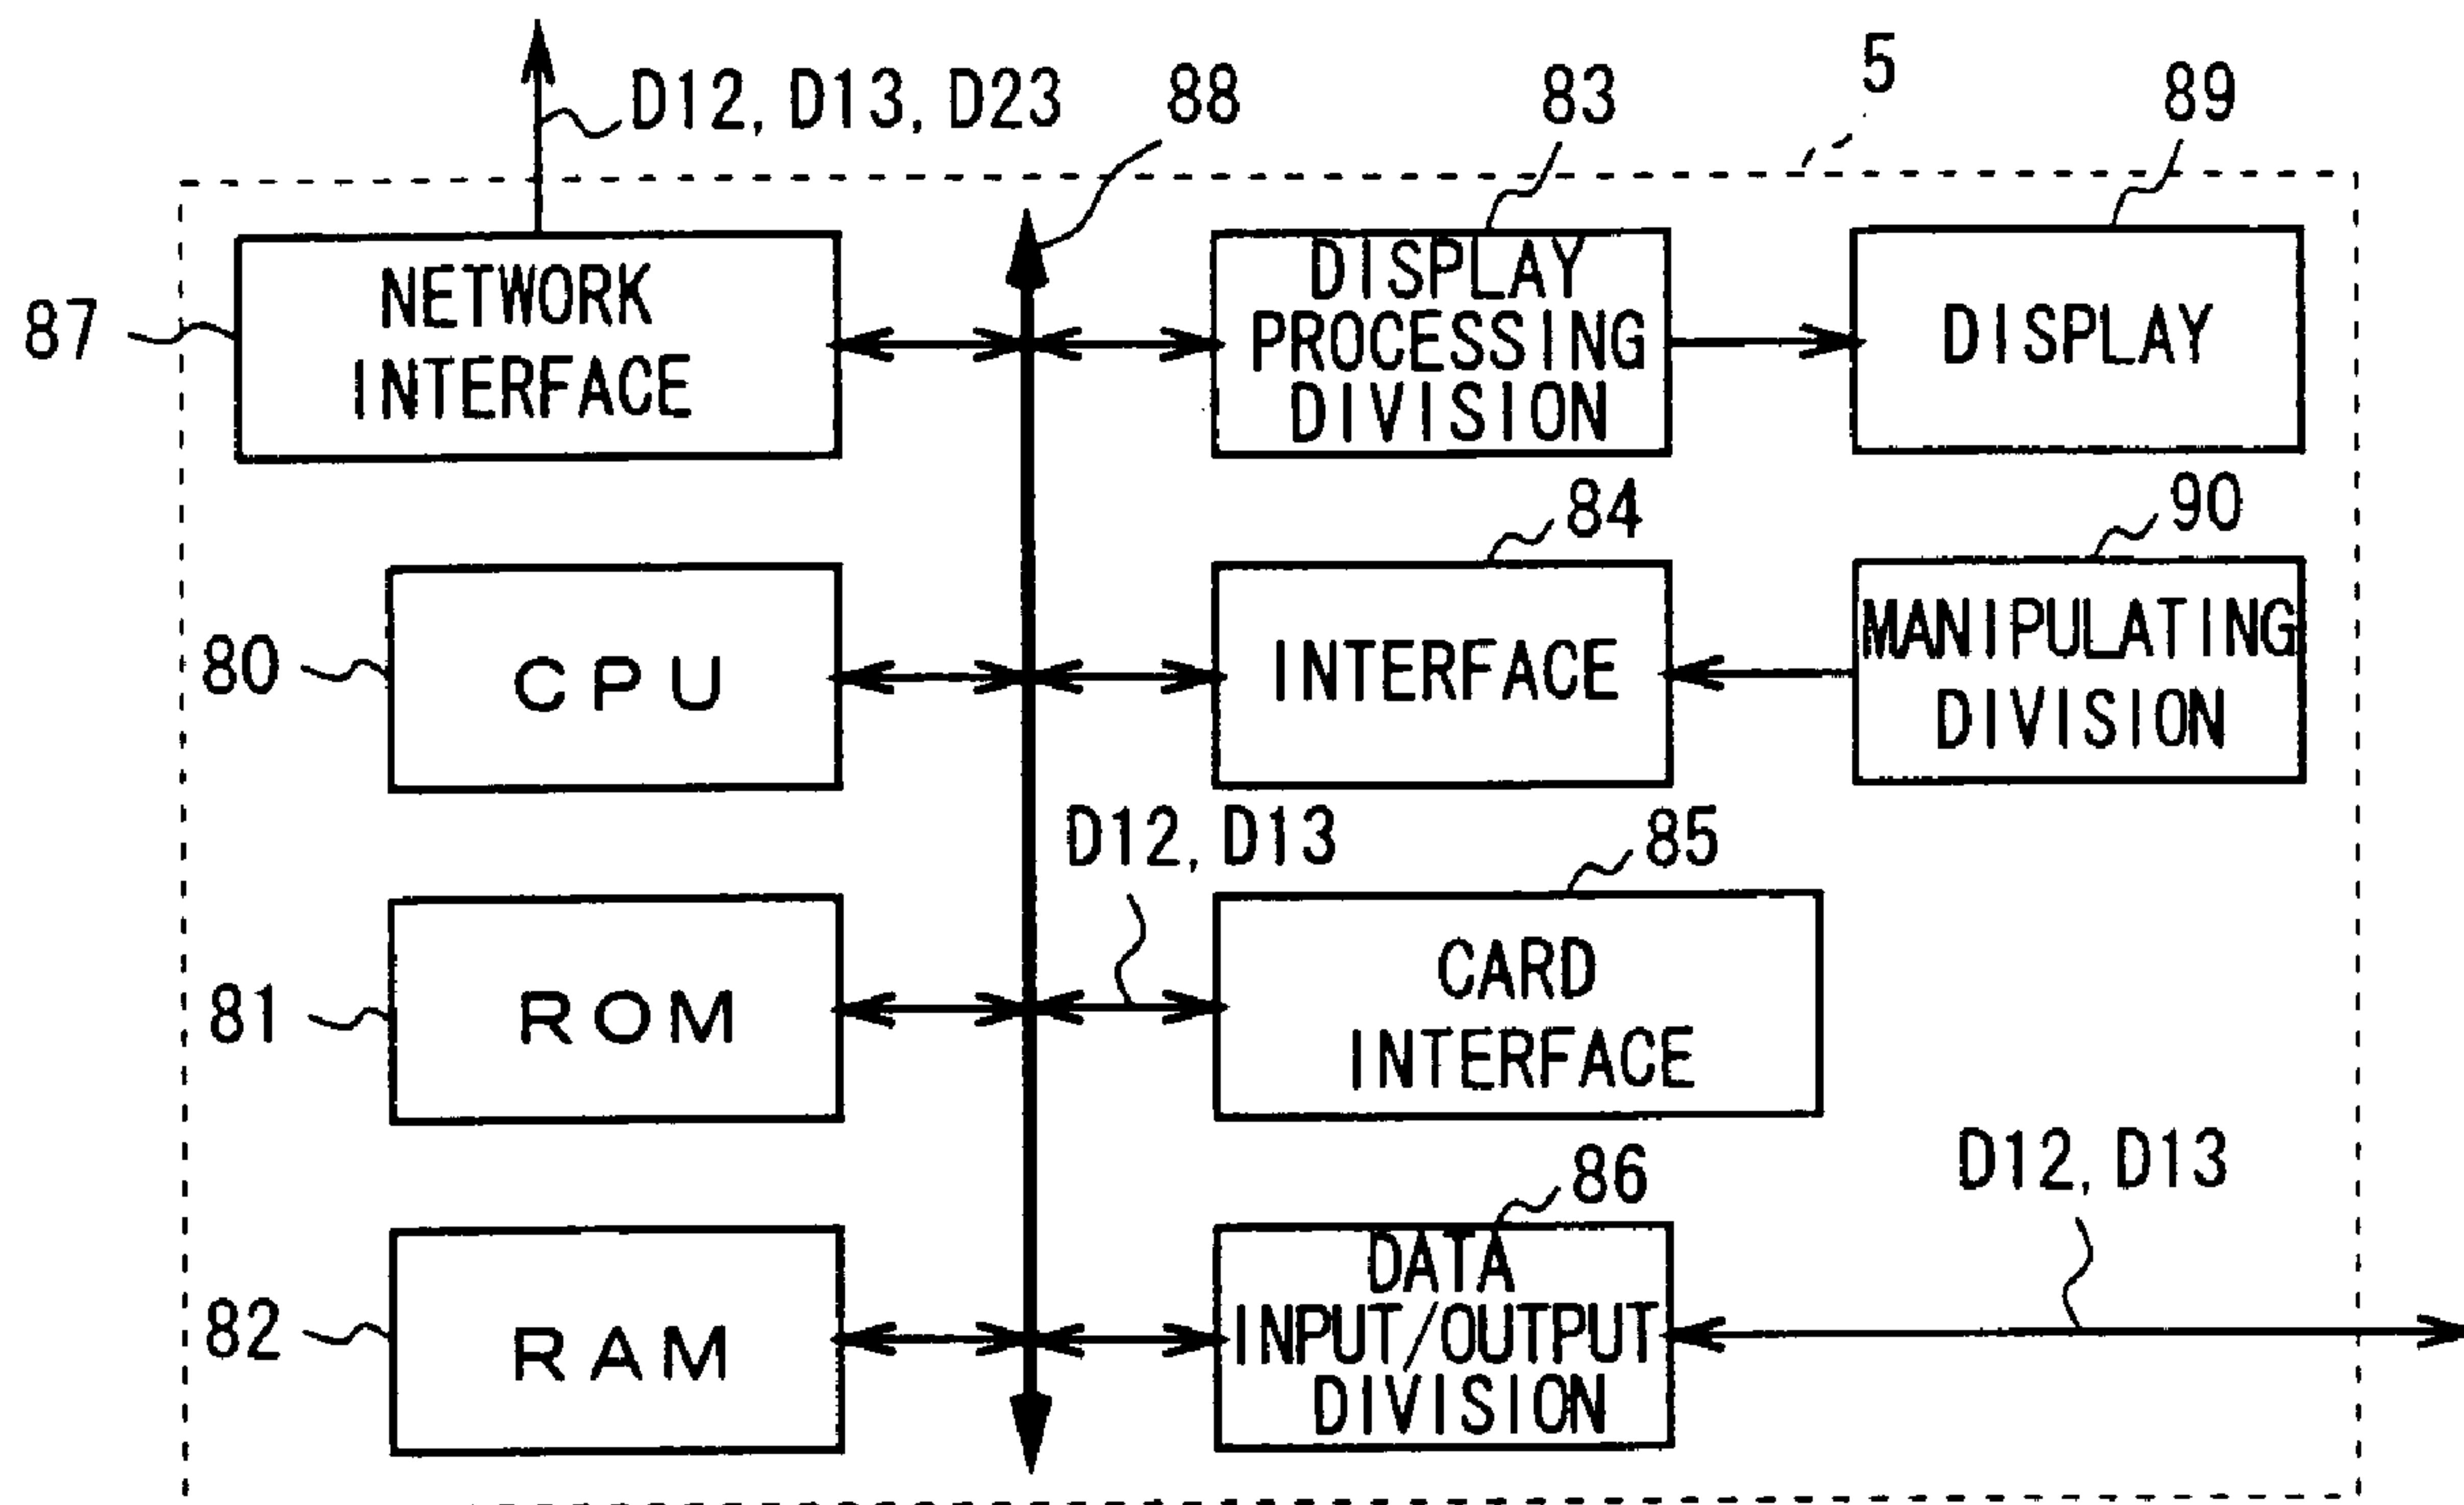 5
D12, D13, D23
88
83
89
87
NETWORK
INTERFACE
DISPLAY
PROCESSING
DIVISION
DISPLAY
84
90
80
CPU
INTERFACE
MANIPULATING
DIVISION
D12, D13
85
81
ROM
CARD
INTERFACE
86
D12, D13
82
RAM
DATA
INPUT/OUTPUT
DIVISION